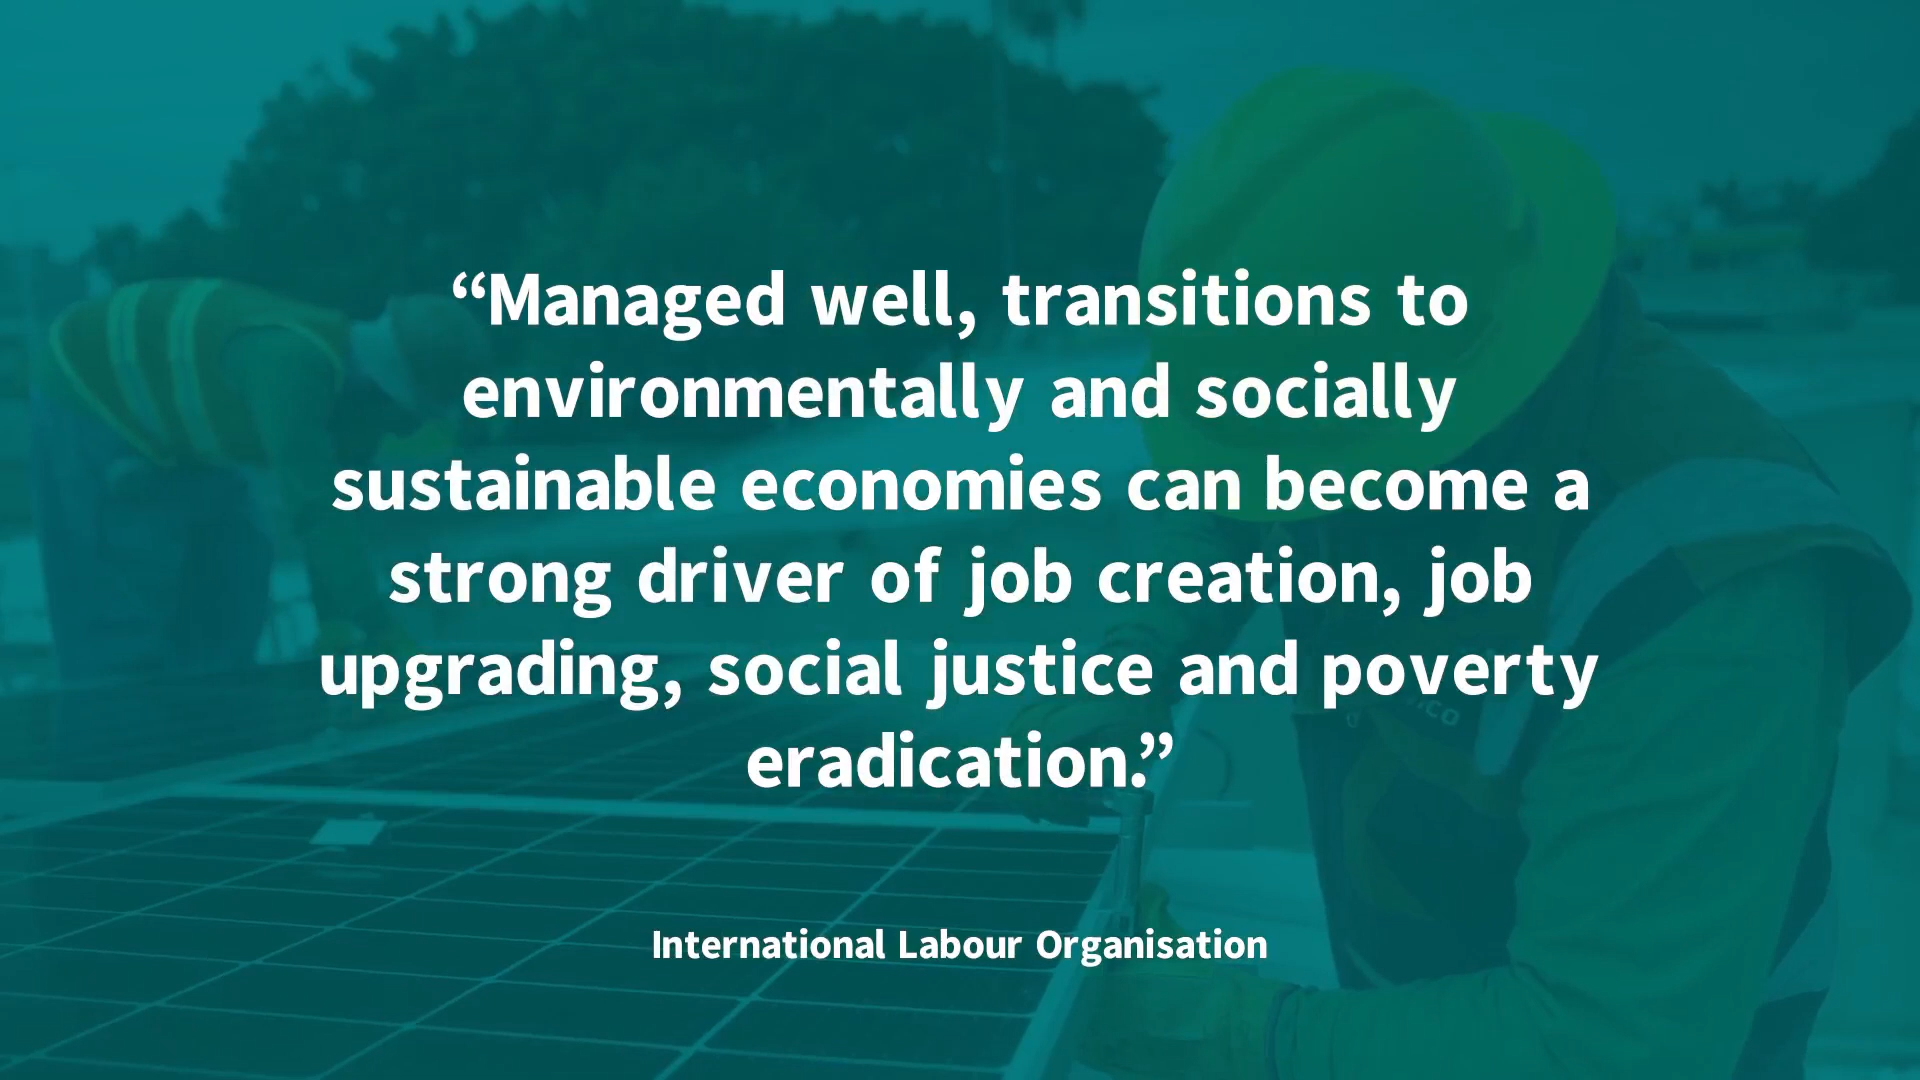 “Managed well, transitions to
environmentally and socially
sustainable economies can become a
strong driver of job creation, job
upgrading, social justice and poverty
eradication.”
International Labour Organisation